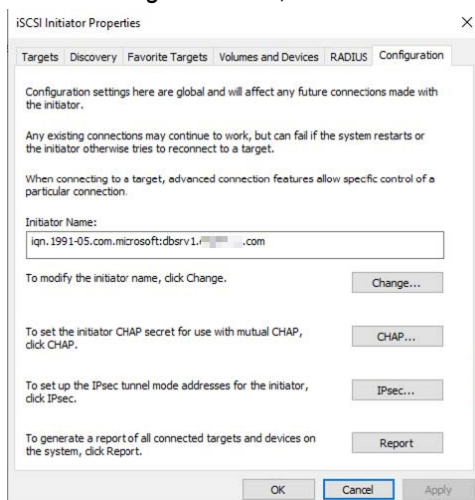 iSCSI Initiator Properties
Targets Discovery Favorite Targets Volumes and Devices RADIUS Configuration
Configuration settings here are global and will affect any future connections made with
the initiator.
Any existing connections may continue to work, but can fail if the system restarts or
the initiator otherwise tries to reconnect to a target.
When connecting to a target, advanced connection features allow specific control of a
particular connection.
Initiator Name:
iqn.1991-05.com.microsoft:dbsrv1. .com
To modify the initiator name, click Change.
Change...
To set the initiator CHAP secret for use with mutual CHAP,
click CHAP.
CHAP...
To set up the IPsec tunnel mode addresses for the initiator,
click IPsec.
IPsec...
To generate a report of all connected targets and devices on
the system, click Report.
Report
OK Cancel Apply